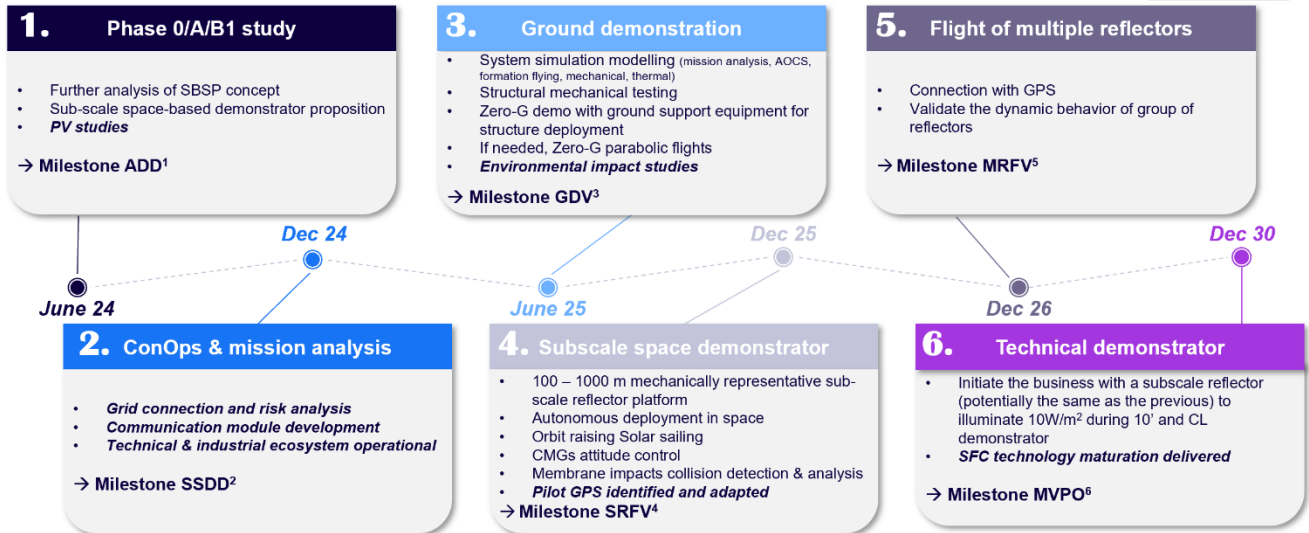 1. Phase 0/A/B1 study
• Further analysis of SBSP concept
• Sub-scale space-based demonstrator proposition
• PV studies
→ Milestone ADD¹
3. Ground demonstration
• System simulation modelling (mission analysis, AOCS,
formation flying, mechanical, thermal)
• Structural mechanical testing
• Zero-G demo with ground support equipment for
structure deployment
• If needed, Zero-G parabolic flights
• Environmental impact studies
→ Milestone GDV³
5. Flight of multiple reflectors
• Connection with GPS
• Validate the dynamic behavior of group of
reflectors
→ Milestone MRFV⁵
June 24
Dec 24
June 25
Dec 25
Dec 26
Dec 30
2. ConOps & mission analysis
• Grid connection and risk analysis
• Communication module development
• Technical & industrial ecosystem operational
→ Milestone SSDD²
4. Subscale space demonstrator
• 100 – 1000 m mechanically representative sub-
scale reflector platform
• Autonomous deployment in space
• Orbit raising Solar sailing
• CMGs attitude control
• Membrane impacts collision detection & analysis
• Pilot GPS identified and adapted
→ Milestone SRFV⁴
6. Technical demonstrator
• Initiate the business with a subscale reflector
(potentially the same as the previous) to
illuminate 10W/m² during 10' and CL
demonstrator
• SFC technology maturation delivered
→ Milestone MVPO⁶